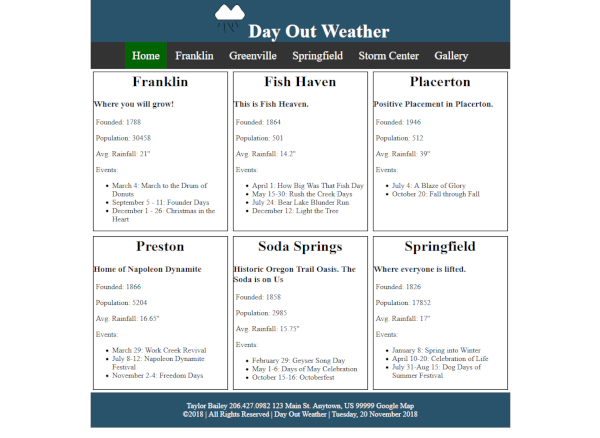 Day Out Weather
Home Franklin Greenville Springfield Storm Center Gallery
Franklin
Where you will grow!
Founded: 1788
Population: 30458
Avg. Rainfall: 21"
Events:
March 4: March to the Drum of
Donuts
September 5 - 11: Founder Days
December 1 - 26: Christmas in the
Heart
Fish Haven
This is Fish Heaven.
Founded: 1864
Population: 501
Avg. Rainfall: 14.2"
Events:
April 1: How Big Was That Fish Day
May 15-30: Rush the Creek Days
July 24: Bear Lake Blunder Run
December 12: Light the Tree
Placerton
Positive Placement in Placerton.
Founded: 1946
Population: 512
Avg. Rainfall: 39"
Events:
July 4: A Blaze of Glory
October 20: Fall through Fall
Preston
Home of Napoleon Dynamite
Founded: 1866
Population: 5204
Avg. Rainfall: 16.65"
Events:
March 29: Work Creek Revival
July 8-12: Napoleon Dynamite
Festival
November 2-4: Freedom Days
Soda Springs
Historic Oregon Trail Oasis. The
Soda is on Us
Founded: 1858
Population: 2985
Avg. Rainfall: 15.75"
Events:
February 29: Geyser Song Day
May 1-6: Days of May Celebration
October 15-16: Octoberfest
Springfield
Where everyone is lifted.
Founded: 1826
Population: 17852
Avg. Rainfall: 17"
Events:
January 8: Spring into Winter
April 10-20: Celebration of Life
July 31-Aug 15: Dog Days of
Summer Festival
Taylor Bailey 206.427.0982 123 Main St. Anytown, US 99999 Google Map
©2018 | All Rights Reserved | Day Out Weather | Tuesday, 20 November 2018